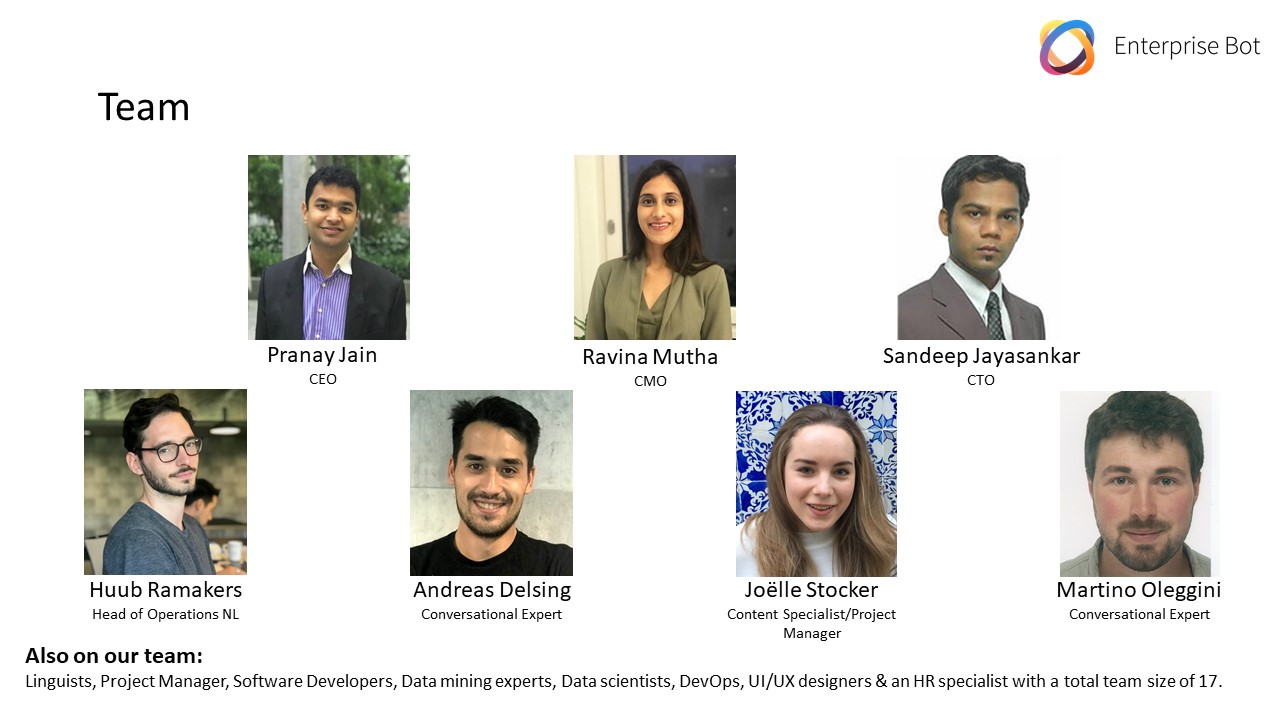 Enterprise Bot
Team
Pranay Jain
CEO
Ravina Mutha
CMO
Sandeep Jayasankar
CTO
Huub Ramakers
Head of Operations NL
Andreas Delsing
Conversational Expert
Joëlle Stocker
Content Specialist/Project
Manager
Martino Oleggini
Conversational Expert
Also on our team:
Linguists, Project Manager, Software Developers, Data mining experts, Data scientists, DevOps, UI/UX designers & an HR specialist with a total team size of 17.